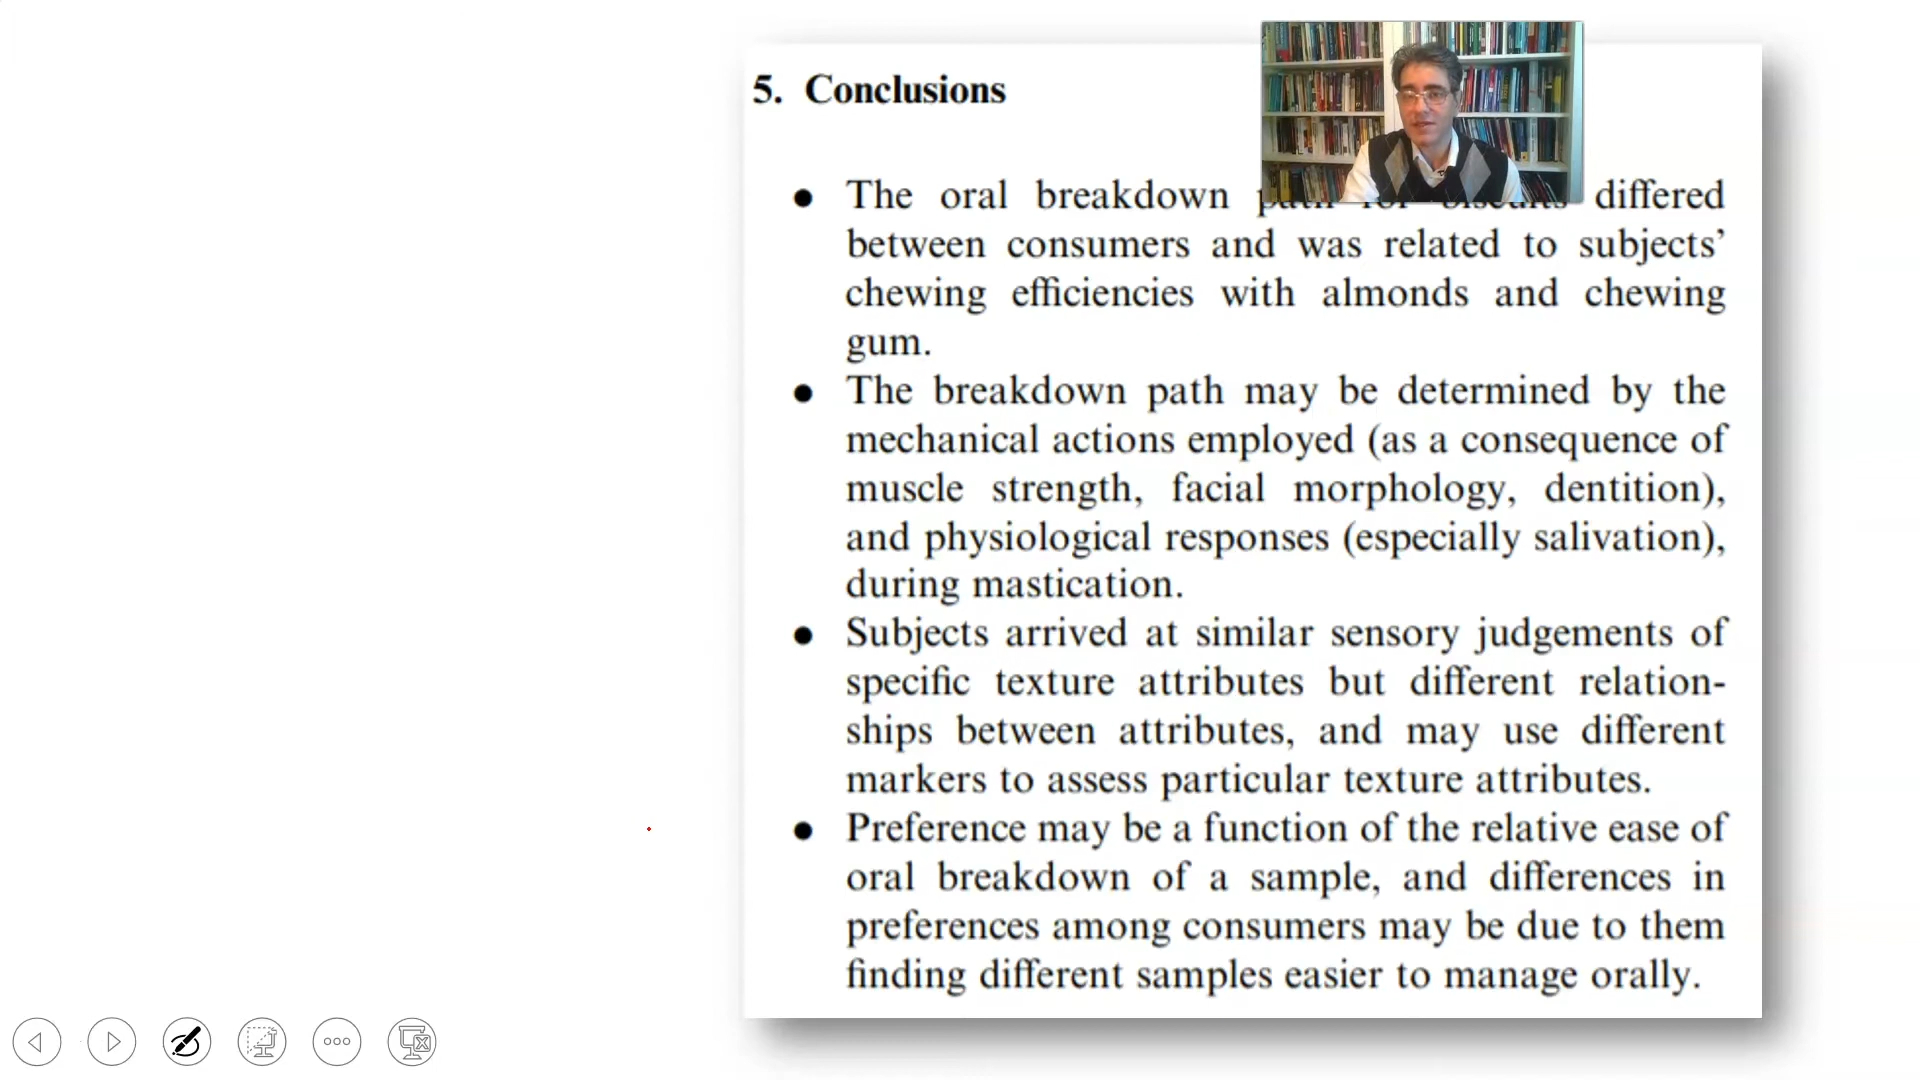 5. Conclusions
● The oral breakdown path for biscuits differed
between consumers and was related to subjects’
chewing efficiencies with almonds and chewing
gum.
● The breakdown path may be determined by the
mechanical actions employed (as a consequence of
muscle strength, facial morphology, dentition),
and physiological responses (especially salivation),
during mastication.
● Subjects arrived at similar sensory judgements of
specific texture attributes but different relation-
ships between attributes, and may use different
markers to assess particular texture attributes.
● Preference may be a function of the relative ease of
oral breakdown of a sample, and differences in
preferences among consumers may be due to them
finding different samples easier to manage orally.